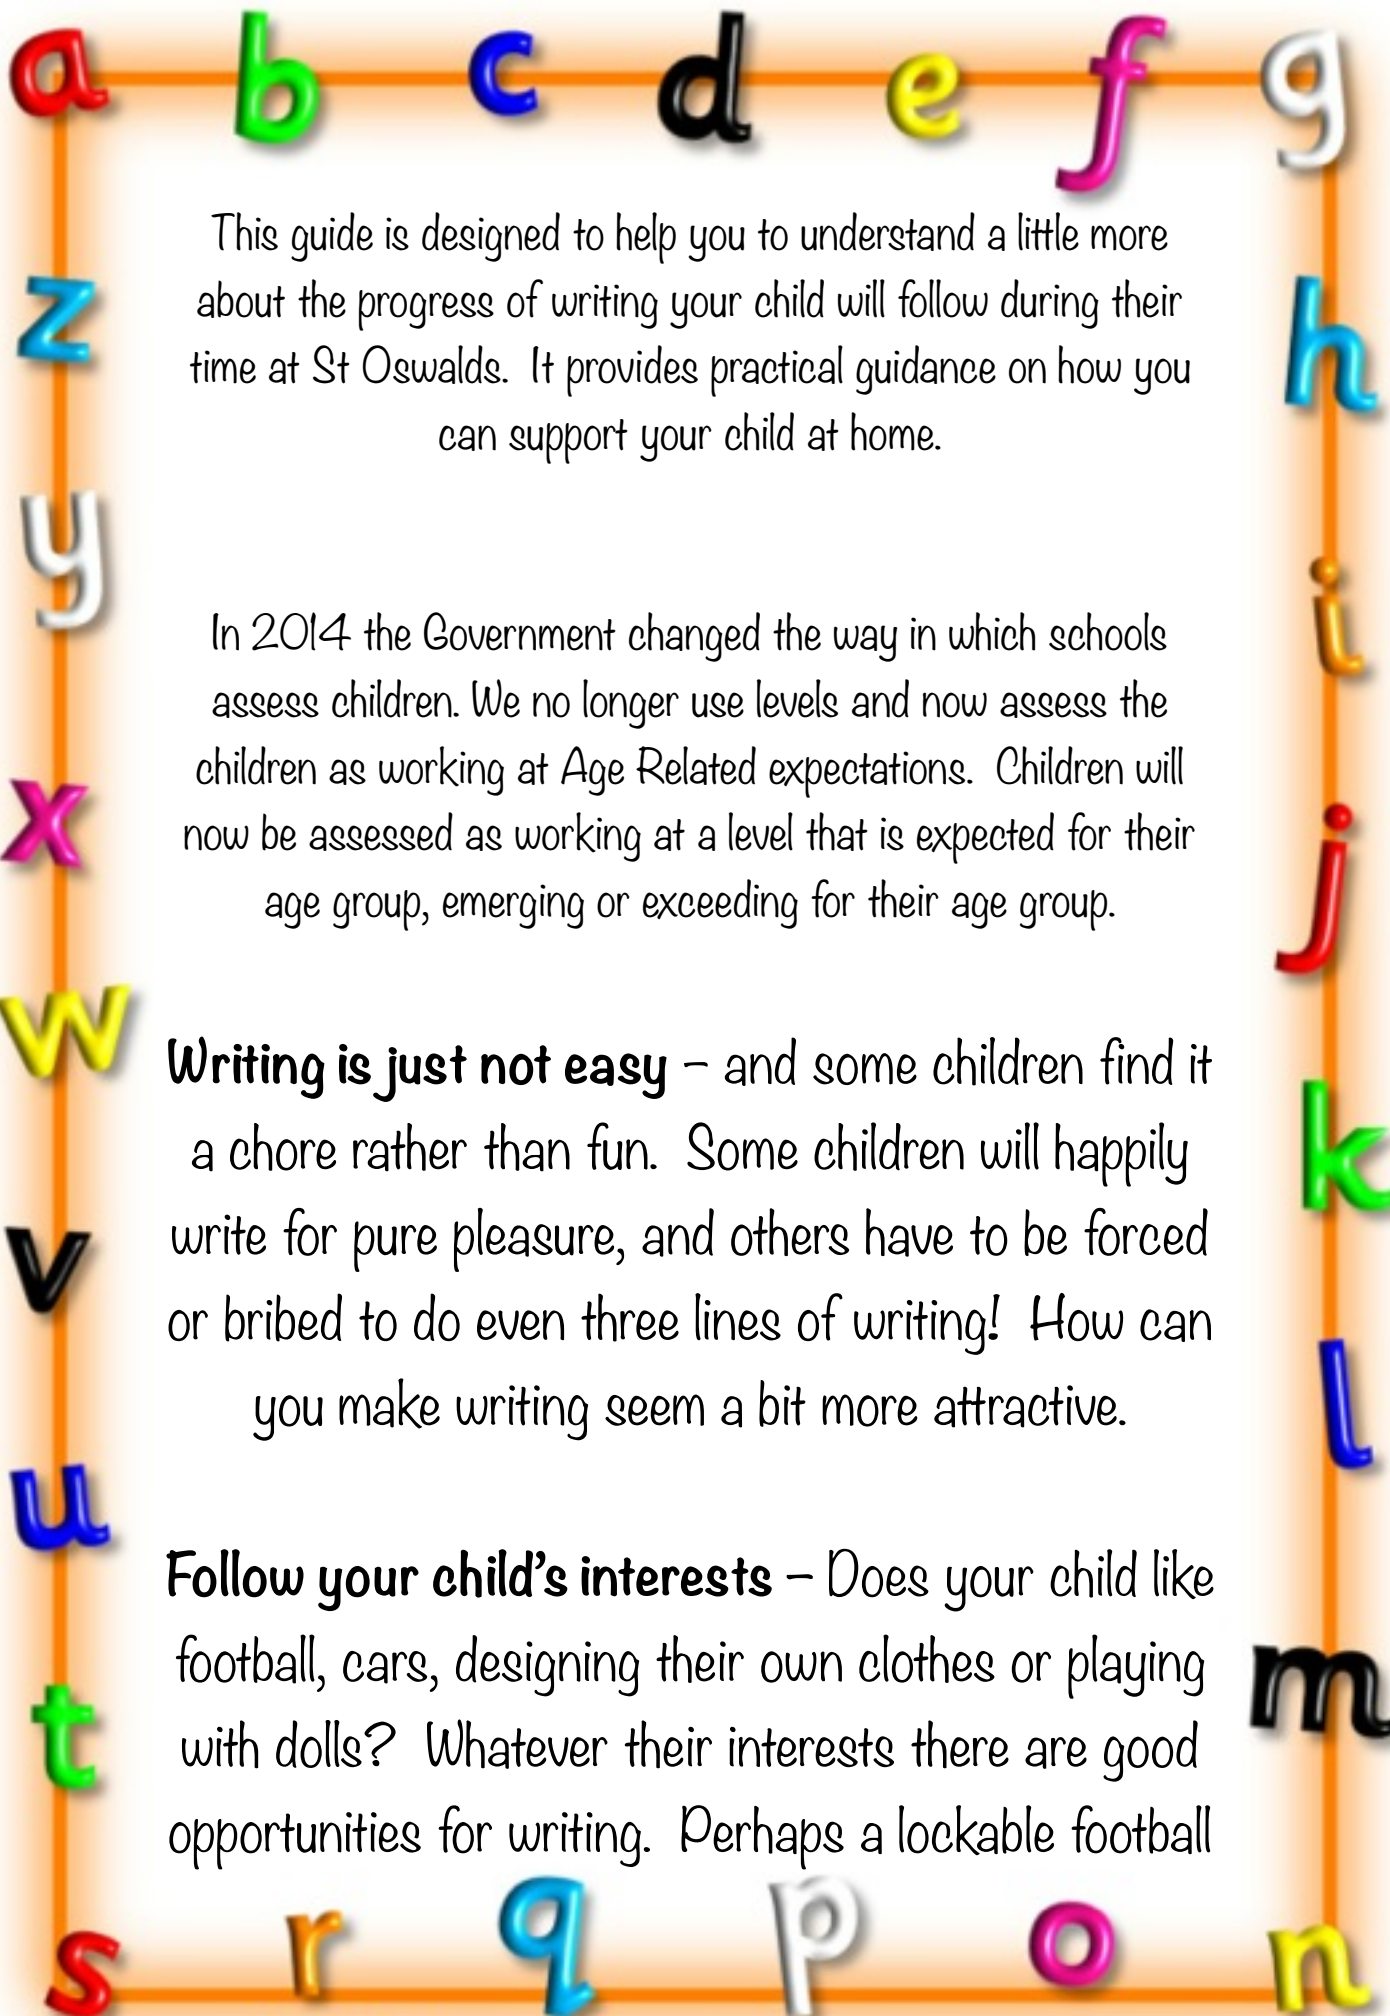 a b c d e f g
This guide is designed to help you to understand a little more
about the progress of writing your child will follow during their
time at St Oswalds.  It provides practical guidance on how you
can support your child at home.
In 2014 the Government changed the way in which schools
assess children. We no longer use levels and now assess the
children as working at Age Related expectations.  Children will
now be assessed as working at a level that is expected for their
age group, emerging or exceeding for their age group.
Writing is just not easy – and some children find it
a chore rather than fun.  Some children will happily
write for pure pleasure, and others have to be forced
or bribed to do even three lines of writing!  How can
you make writing seem a bit more attractive.
Follow your child's interests – Does your child like
football, cars, designing their own clothes or playing
with dolls?  Whatever their interests there are good
opportunities for writing.  Perhaps a lockable football
h
i
j
k
l
m
n
o
p
q
r
s
t
u
v
w
x
y
z